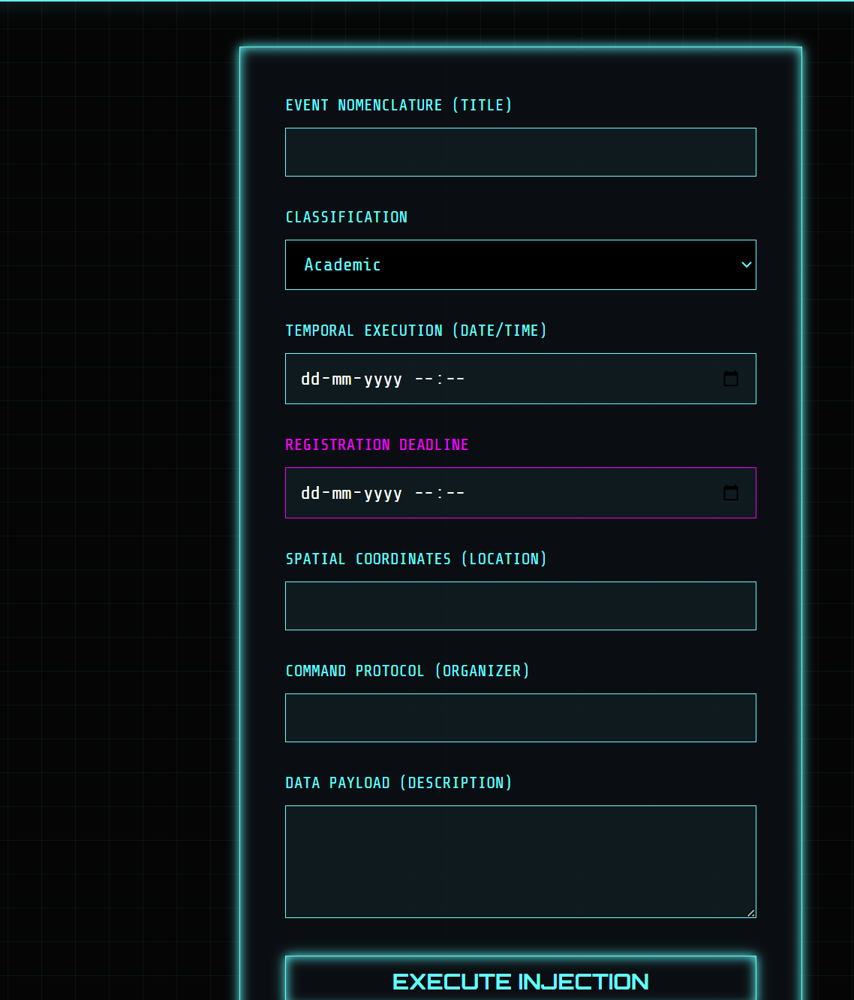 EVENT NOMENCLATURE (TITLE)
CLASSIFICATION
Academic
TEMPORAL EXECUTION (DATE/TIME)
dd-mm-yyyy --:--
REGISTRATION DEADLINE
dd-mm-yyyy --:--
SPATIAL COORDINATES (LOCATION)
COMMAND PROTOCOL (ORGANIZER)
DATA PAYLOAD (DESCRIPTION)
EXECUTE INJECTION